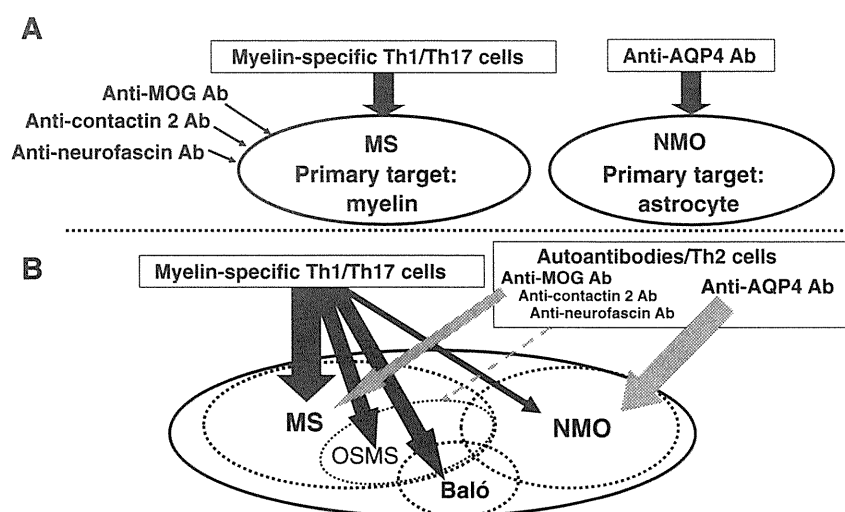 A
Myelin-specific Th1/Th17 cells
Anti-AQP4 Ab
Anti-MOG Ab
Anti-contactin 2 Ab
Anti-neurofascin Ab
MS
Primary target:
myelin
NMO
Primary target:
astrocyte
B
Myelin-specific Th1/Th17 cells
Autoantibodies/Th2 cells
Anti-MOG Ab
Anti-contactin 2 Ab
Anti-neurofascin Ab
Anti-AQP4 Ab
MS
NMO
OSMS
Baló